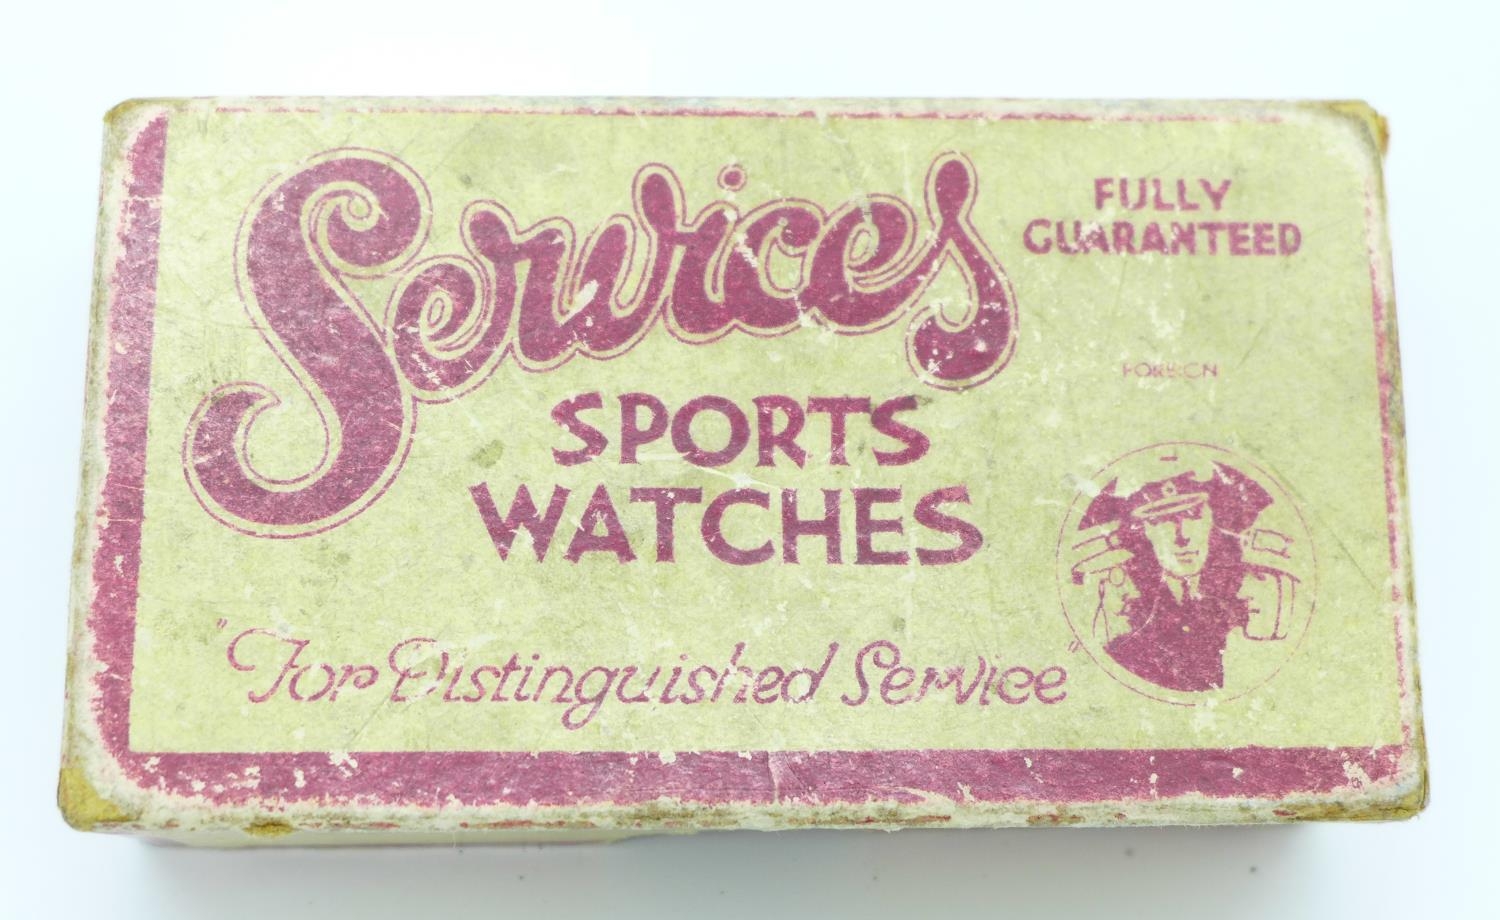 Services
SPORTS
WATCHES
"For Distinguished Service"
FULLY
GUARANTEED
FOREIGN